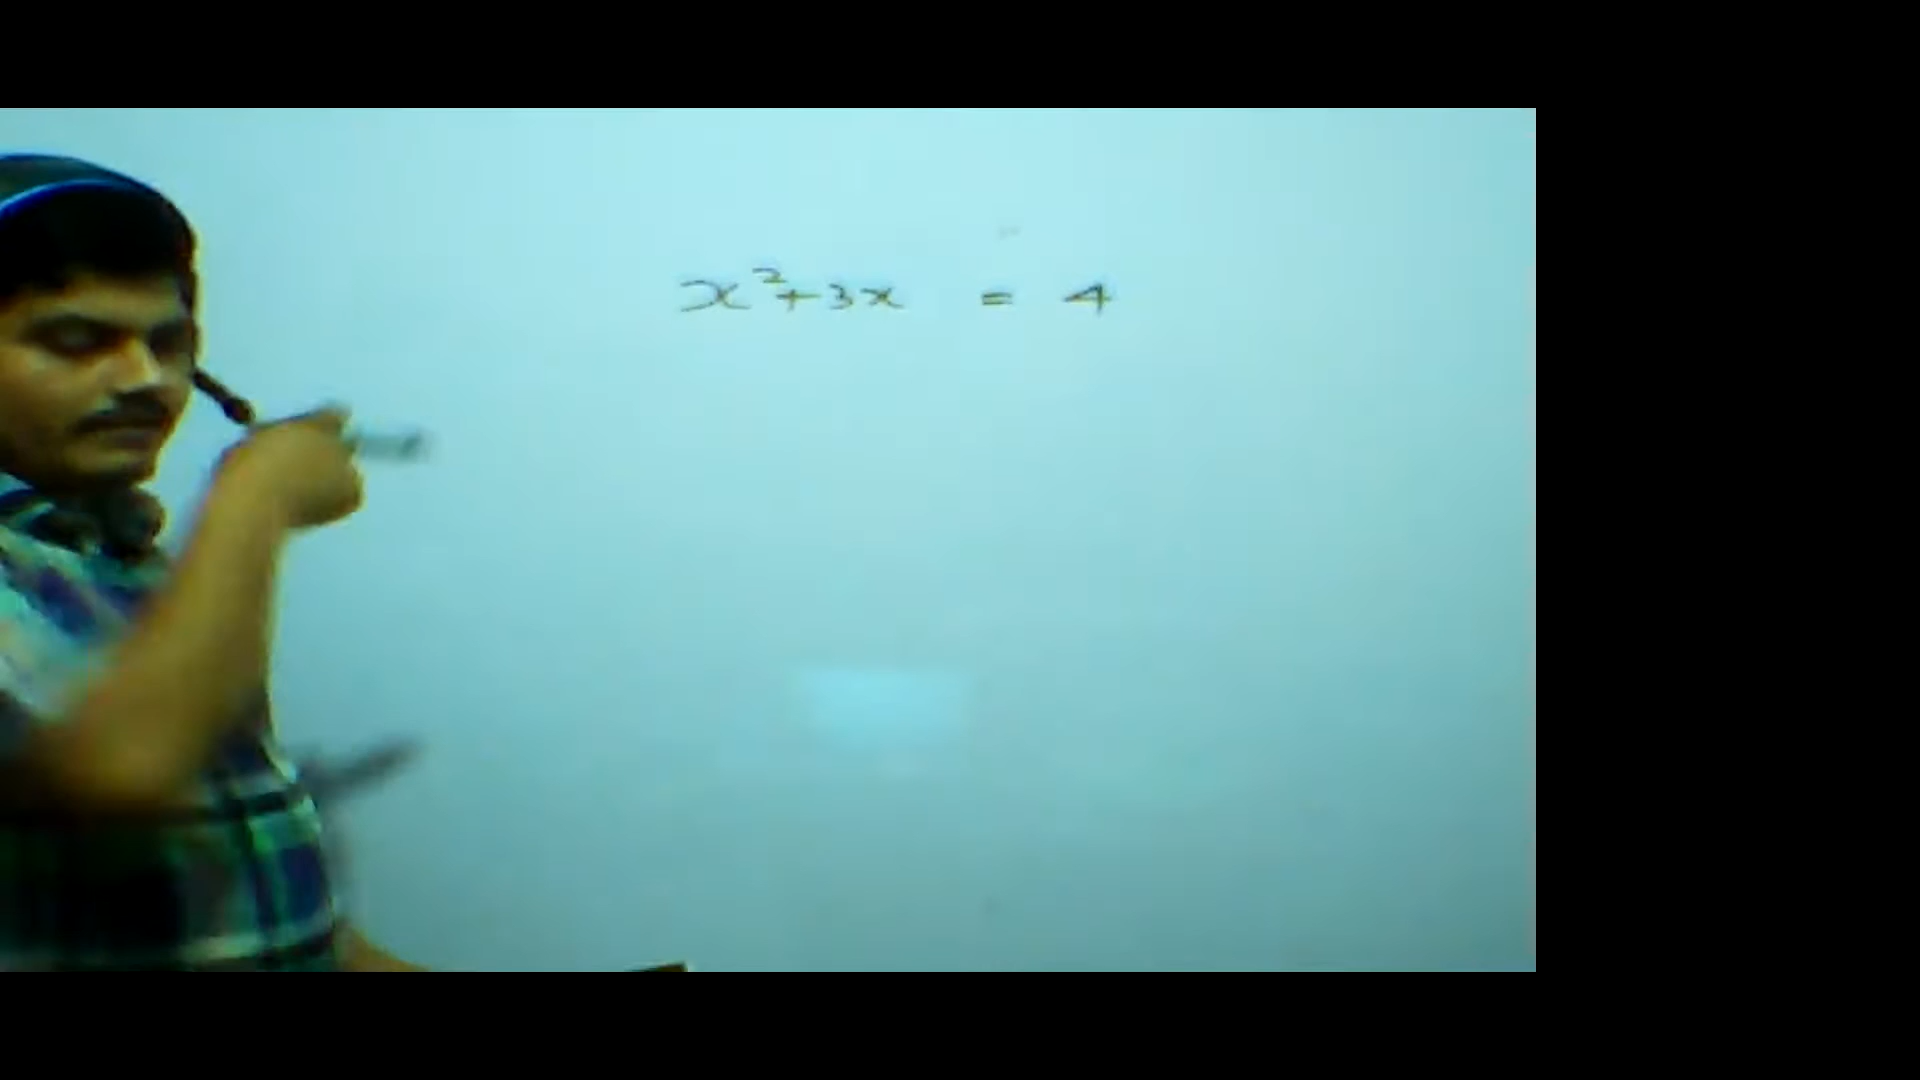 x²+3x = 4